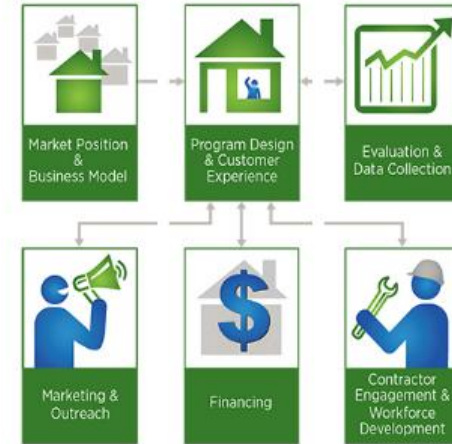 Market Position
&
Business Model
Program Design
& Customer
Experience
Evaluation &
Data Collection
Marketing &
Outreach
Financing
Contractor
Engagement &
Workforce
Development
$